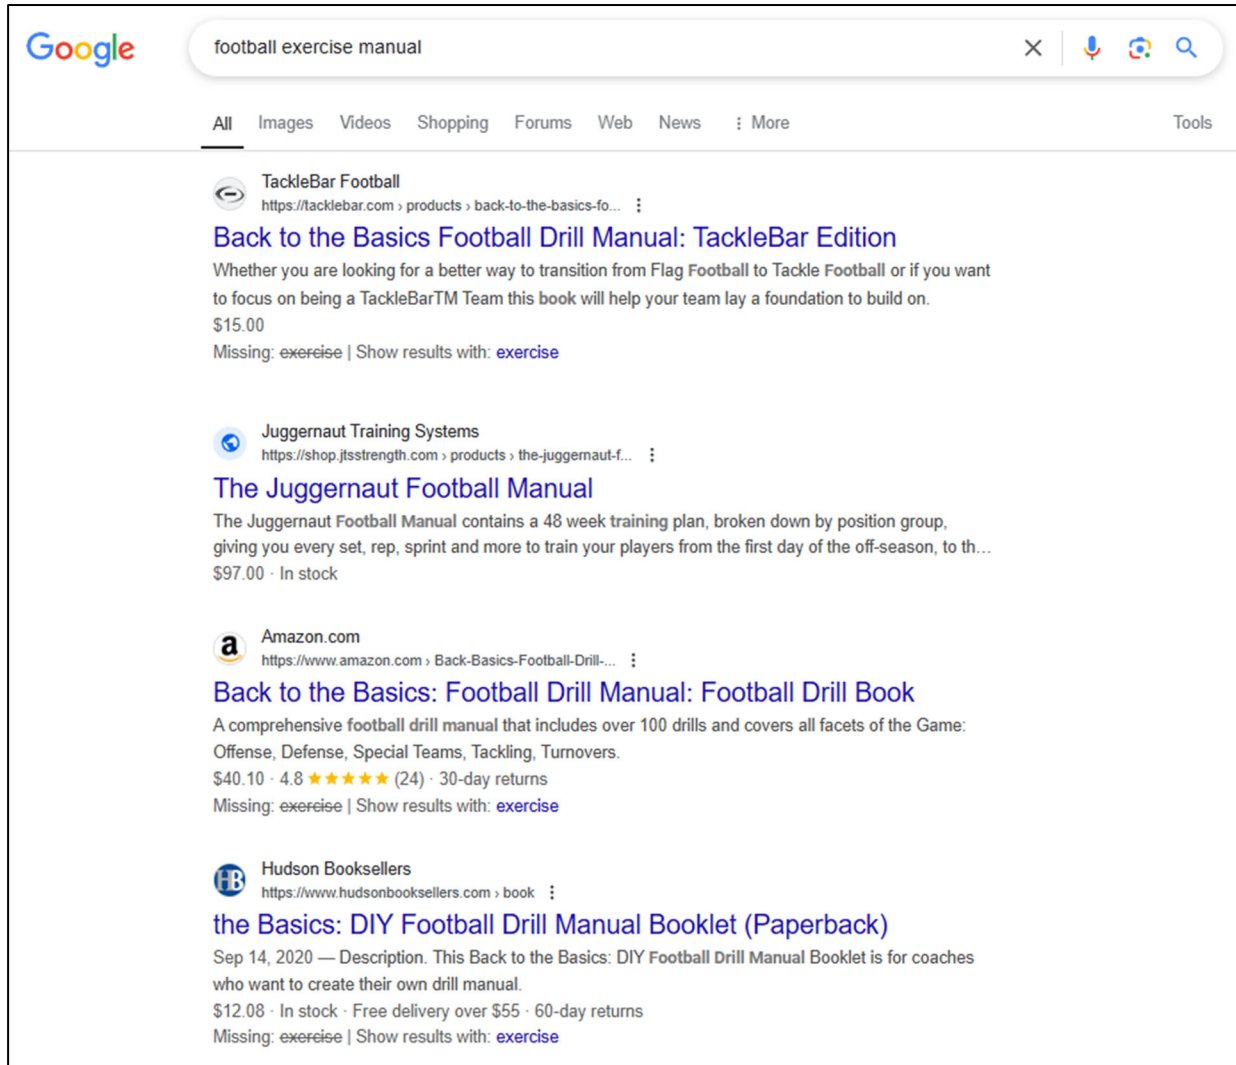 Google
football exercise manual
All Images Videos Shopping Forums Web News More Tools
TackleBar Football
https://tacklebar.com › products › back-to-the-basics-fo...
Back to the Basics Football Drill Manual: TackleBar Edition
Whether you are looking for a better way to transition from Flag Football to Tackle Football or if you want
to focus on being a TackleBarTM Team this book will help your team lay a foundation to build on.
$15.00
Missing: exercise | Show results with: exercise
Juggernaut Training Systems
https://shop.jtsstrength.com › products › the-juggernaut-f...
The Juggernaut Football Manual
The Juggernaut Football Manual contains a 48 week training plan, broken down by position group,
giving you every set, rep, sprint and more to train your players from the first day of the off-season, to th...
$97.00 · In stock
a
Amazon.com
https://www.amazon.com › Back-Basics-Football-Drill-...
Back to the Basics: Football Drill Manual: Football Drill Book
A comprehensive football drill manual that includes over 100 drills and covers all facets of the Game:
Offense, Defense, Special Teams, Tackling, Turnovers.
$40.10 · 4.8 ★★★★★ (24) · 30-day returns
Missing: exercise | Show results with: exercise
HB
Hudson Booksellers
https://www.hudsonbooksellers.com › book
the Basics: DIY Football Drill Manual Booklet (Paperback)
Sep 14, 2020 — Description. This Back to the Basics: DIY Football Drill Manual Booklet is for coaches
who want to create their own drill manual.
$12.08 · In stock · Free delivery over $55 · 60-day returns
Missing: exercise | Show results with: exercise